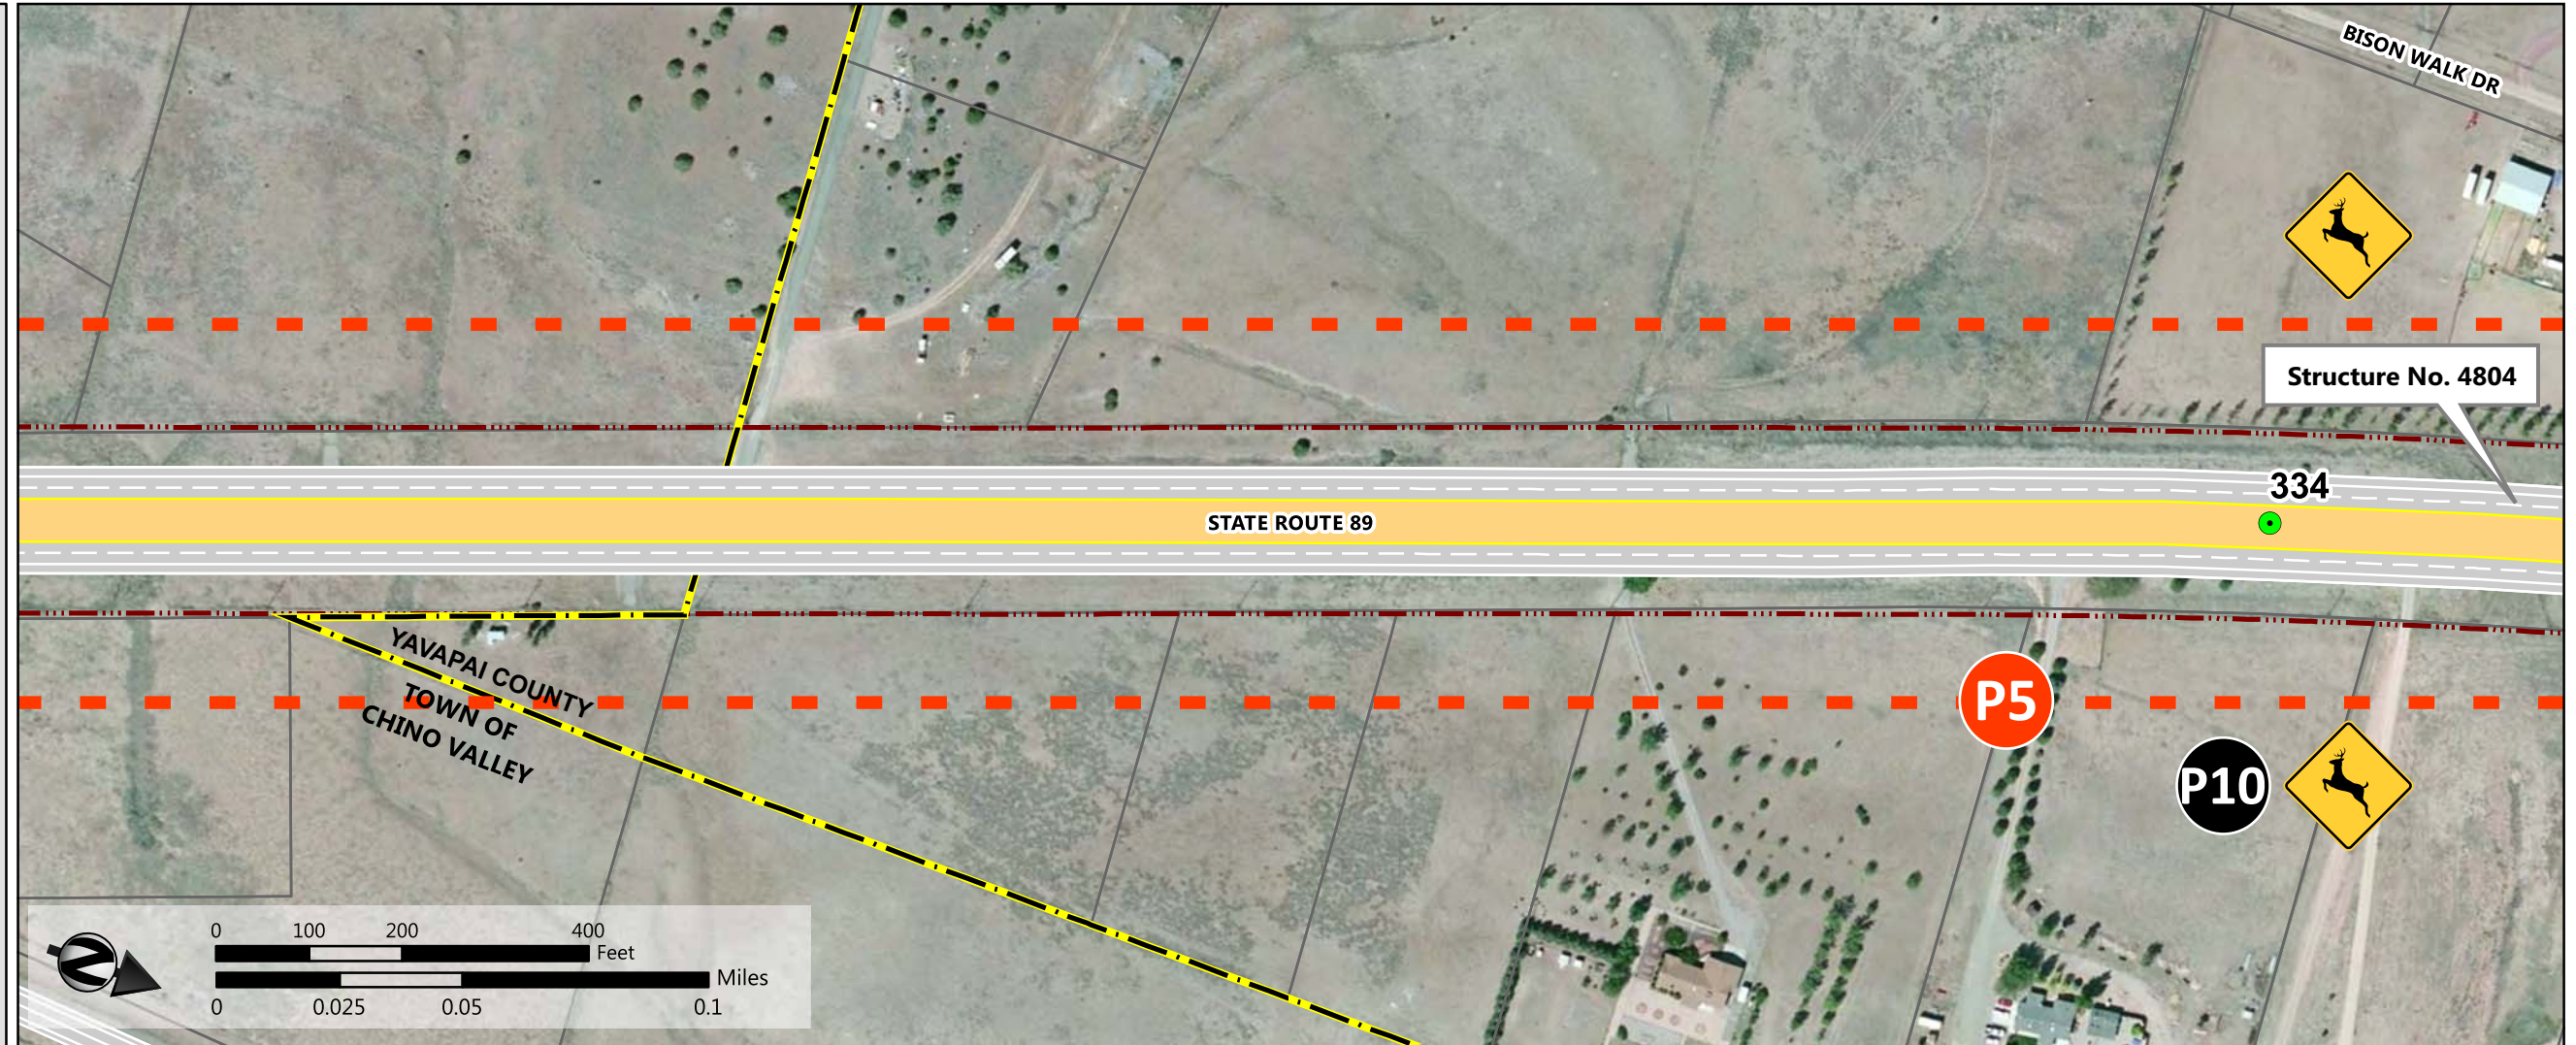 BISON WALK DR
Structure No. 4804
334
STATE ROUTE 89
YAVAPAI COUNTY
TOWN OF
CHINO VALLEY
P5
P10
N
0 100 200 400
Feet
Miles
0 0.025 0.05 0.1